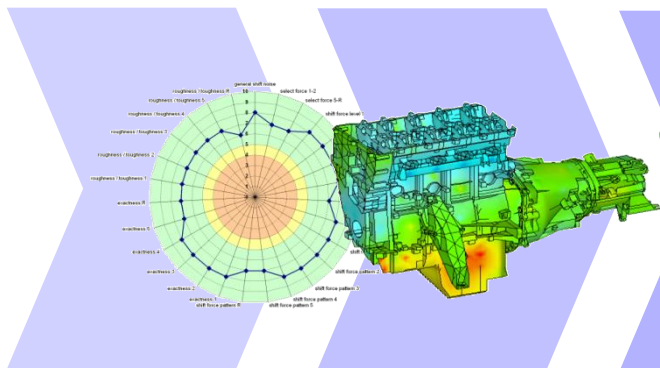 general shift noise
select force 1-2
select force 5-R
shift force level 1
shift force pattern 2
shift force pattern 3
shift force pattern 4
shift force pattern 5
shift force pattern R
exactness 1
exactness 2
exactness 3
exactness 4
exactness 5
exactness R
roughness / toughness 1
roughness / toughness 2
roughness / toughness 3
roughness / toughness 4
roughness / toughness 5
roughness / toughness R
10
9
8
7
6
5
4
3
2
1